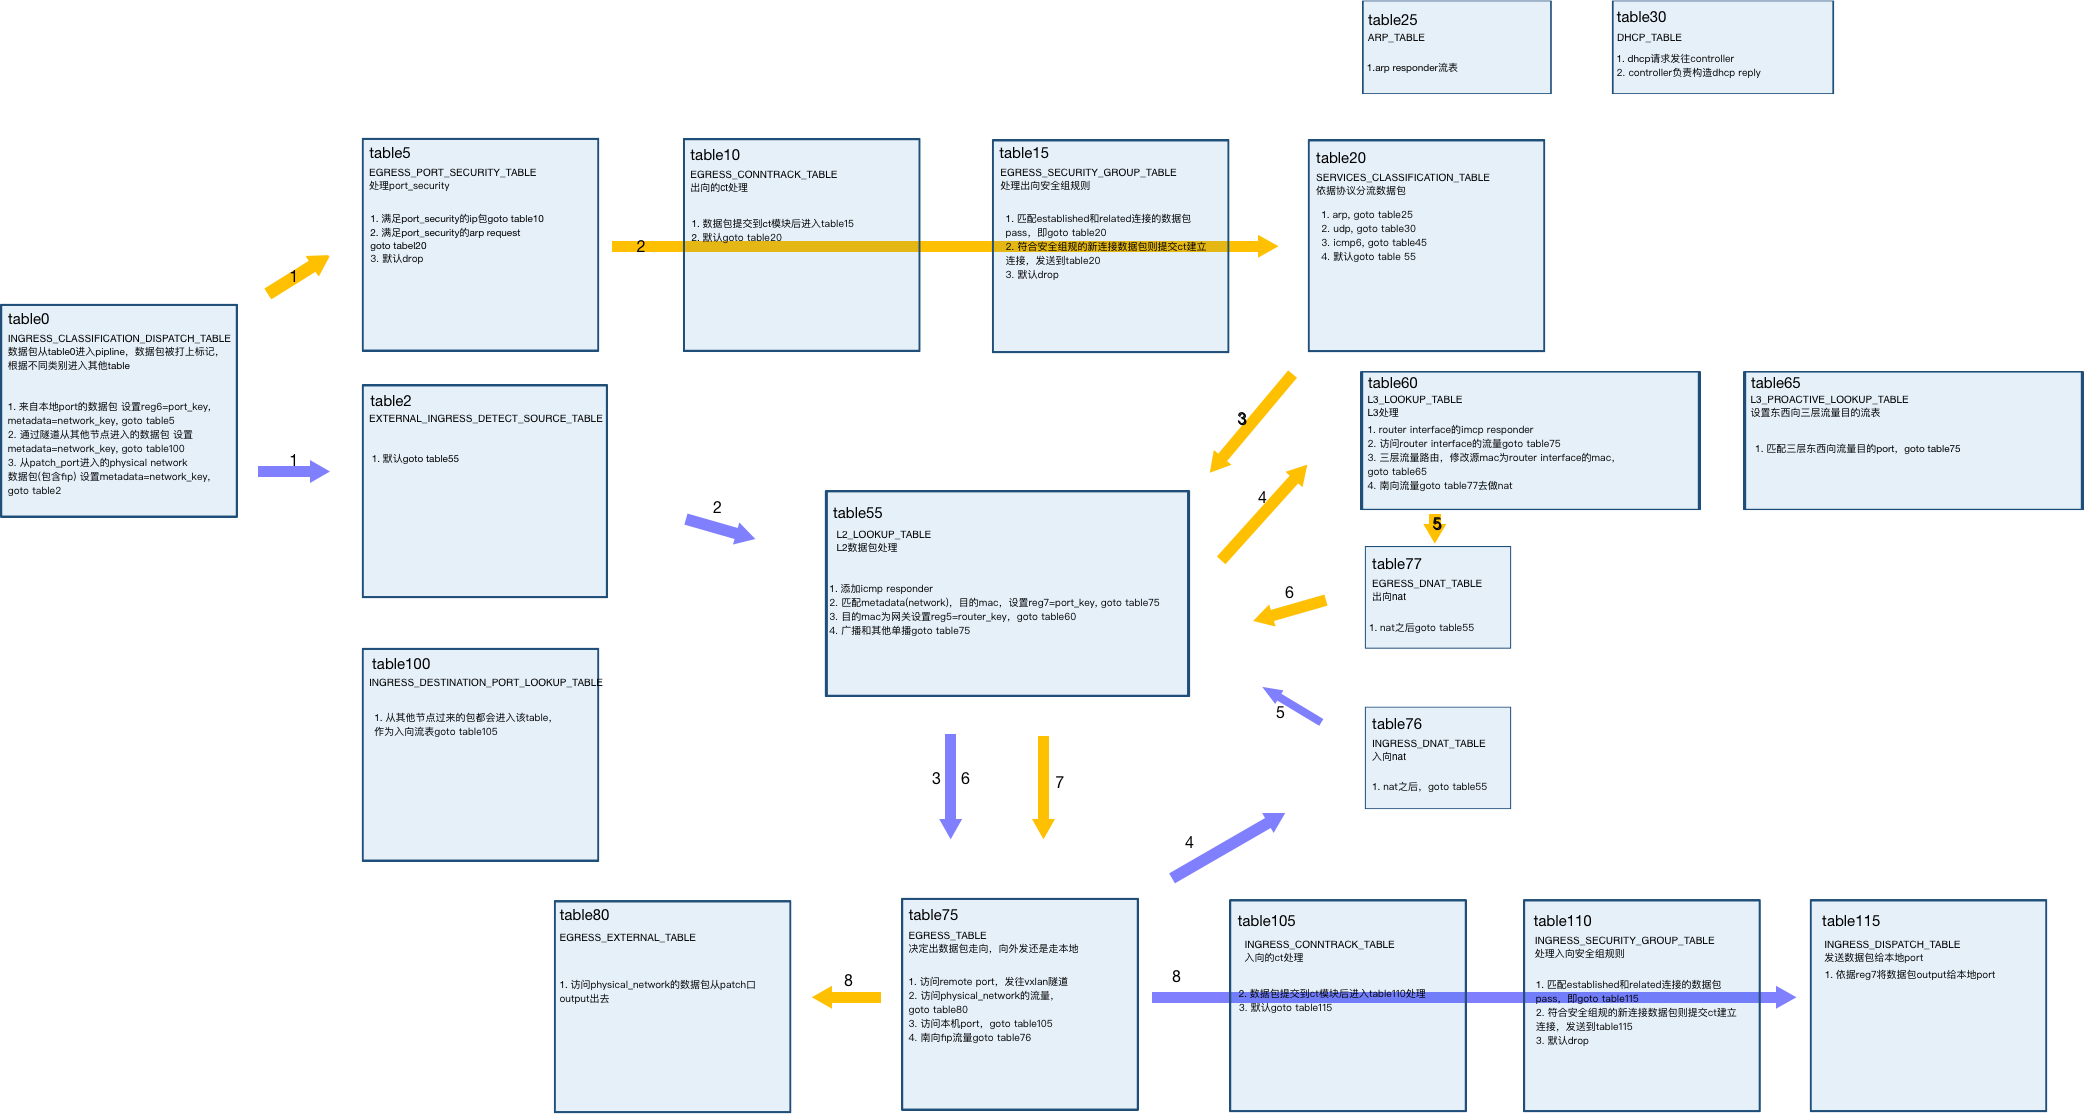 table25
ARP_TABLE
1.arp responder流表
table30
DHCP_TABLE
1. dhcp请求发往controller
2. controller负责构造dhcp reply
table5
EGRESS_PORT_SECURITY_TABLE
处理port_security
1. 满足port_security的ip包goto table10
2. 满足port_security的arp request
goto tabel20
3. 默认drop
table10
EGRESS_CONNTRACK_TABLE
出向的ct处理
1. 数据包提交到ct模块后进入table15
2. 默认goto table20
table15
EGRESS_SECURITY_GROUP_TABLE
处理出向安全组规则
1. 匹配established和related连接的数据包
pass，即goto table20
2. 符合安全组规的新连接数据包则提交ct建立
连接，发送到table20
3. 默认drop
table20
SERVICES_CLASSIFICATION_TABLE
依据协议分流数据包
1. arp, goto table25
2. udp, goto table30
3. icmp6, goto table45
4. 默认goto table 55
1
2
table0
INGRESS_CLASSIFICATION_DISPATCH_TABLE
数据包从table0进入pipline，数据包被打上标记，
根据不同类别进入其他table
1. 来自本地port的数据包 设置reg6=port_key,
metadata=network_key, goto table5
2. 通过隧道从其他节点进入的数据包 设置
metadata=network_key, goto table100
3. 从patch_port进入的physical network
数据包(包含fip) 设置metadata=network_key,
goto table2
1
table2
EXTERNAL_INGRESS_DETECT_SOURCE_TABLE
1. 默认goto table55
2
3
4
table60
L3_LOOKUP_TABLE
L3处理
1. router interface的imcp responder
2. 访问router interface的流量goto table75
3. 三层流量路由，修改源mac为router interface的mac，
goto table65
4. 南向流量goto table77去做nat
table65
L3_PROACTIVE_LOOKUP_TABLE
设置东西向三层流量目的流表
1. 匹配三层东西向流量目的port，goto table75
5
table55
L2_LOOKUP_TABLE
L2数据包处理
1. 添加icmp responder
2. 匹配metadata(network)，目的mac，设置reg7=port_key, goto table75
3. 目的mac为网关设置reg5=router_key，goto table60
4. 广播和其他单播goto table75
6
table77
EGRESS_DNAT_TABLE
出向nat
1. nat之后goto table55
table100
INGRESS_DESTINATION_PORT_LOOKUP_TABLE
1. 从其他节点过来的包都会进入该table，
作为入向流表goto table105
5
table76
INGRESS_DNAT_TABLE
入向nat
1. nat之后，goto table55
3
6
7
4
table80
EGRESS_EXTERNAL_TABLE
1. 访问physical_network的数据包从patch口
output出去
8
table75
EGRESS_TABLE
决定出数据包走向，向外发还是走本地
1. 访问remote port，发往vxlan隧道
2. 访问physical_network的流量，
goto table80
3. 访问本机port，goto table105
4. 南向fip流量goto table76
8
table105
INGRESS_CONNTRACK_TABLE
入向的ct处理
2. 数据包提交到ct模块后进入table110处理
3. 默认goto table115
table110
INGRESS_SECURITY_GROUP_TABLE
处理入向安全组规则
1. 匹配established和related连接的数据包
pass，即goto table115
2. 符合安全组规的新连接数据包则提交ct建立
连接，发送到table115
3. 默认drop
table115
INGRESS_DISPATCH_TABLE
发送数据包给本地port
1. 依据reg7将数据包output给本地port